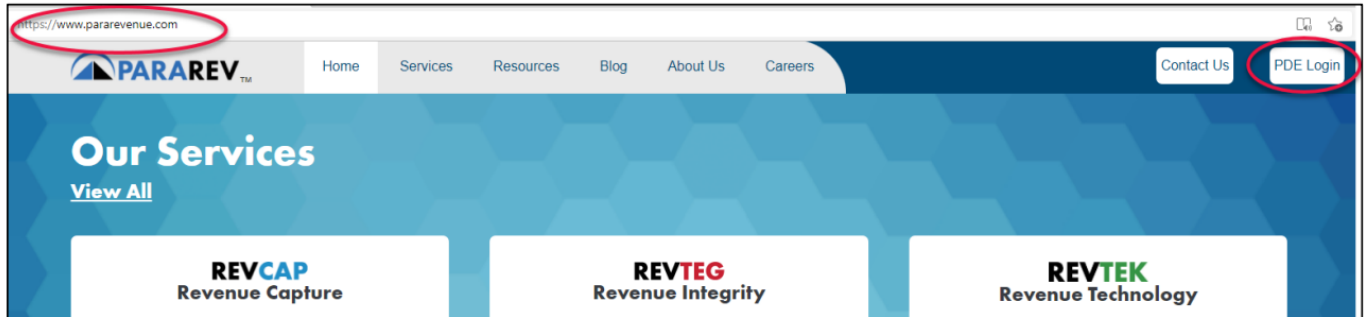 https://www.pararevenue.com
PARAREV TM Home Services Resources Blog About Us Careers Contact Us PDE Login
Our Services
View All
REVCAP REVTEG REVTEK
Revenue Capture Revenue Integrity Revenue Technology